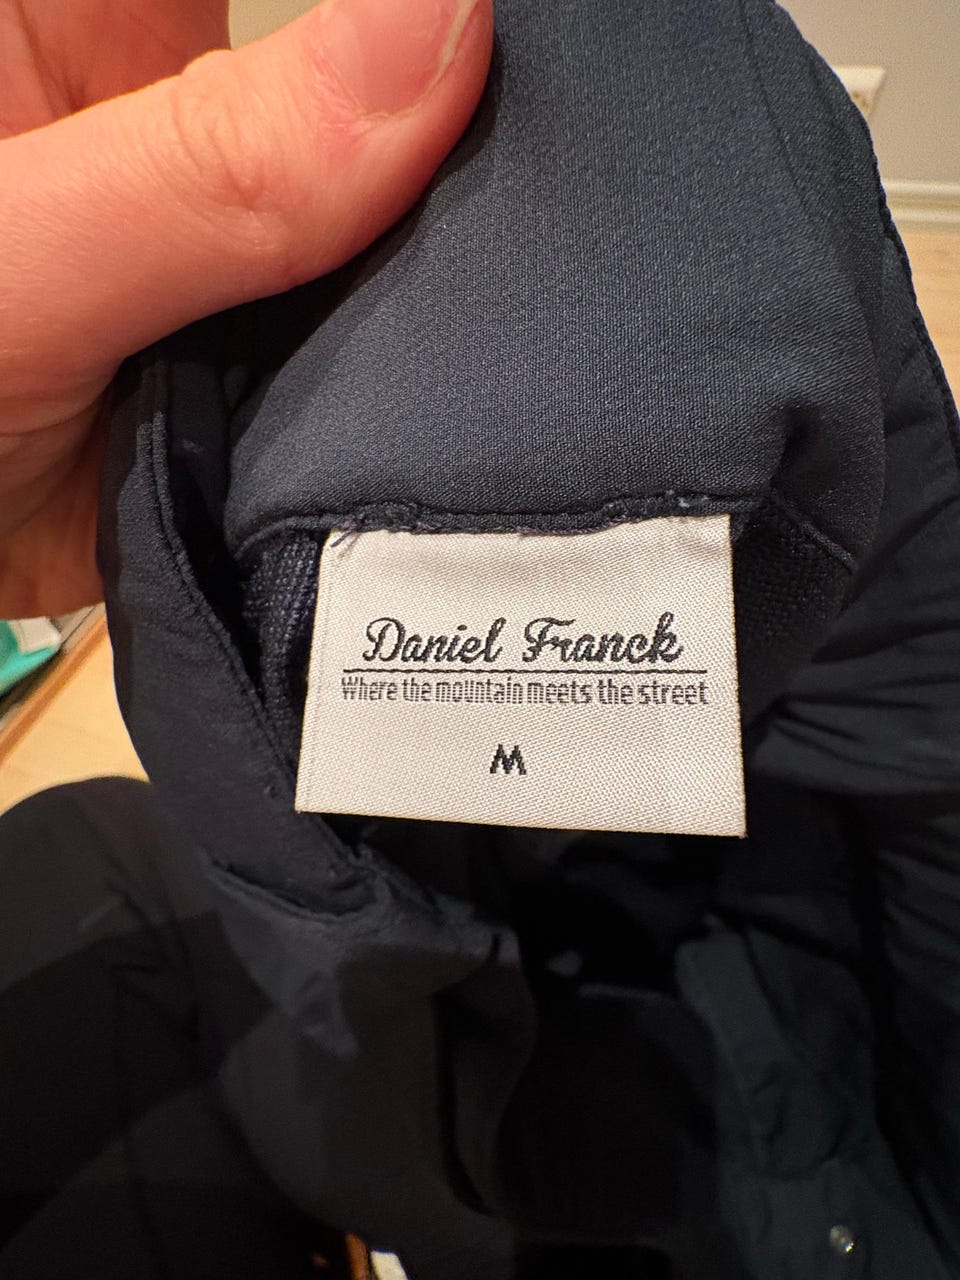 Daniel Franck
Where the mountain meets the street
M